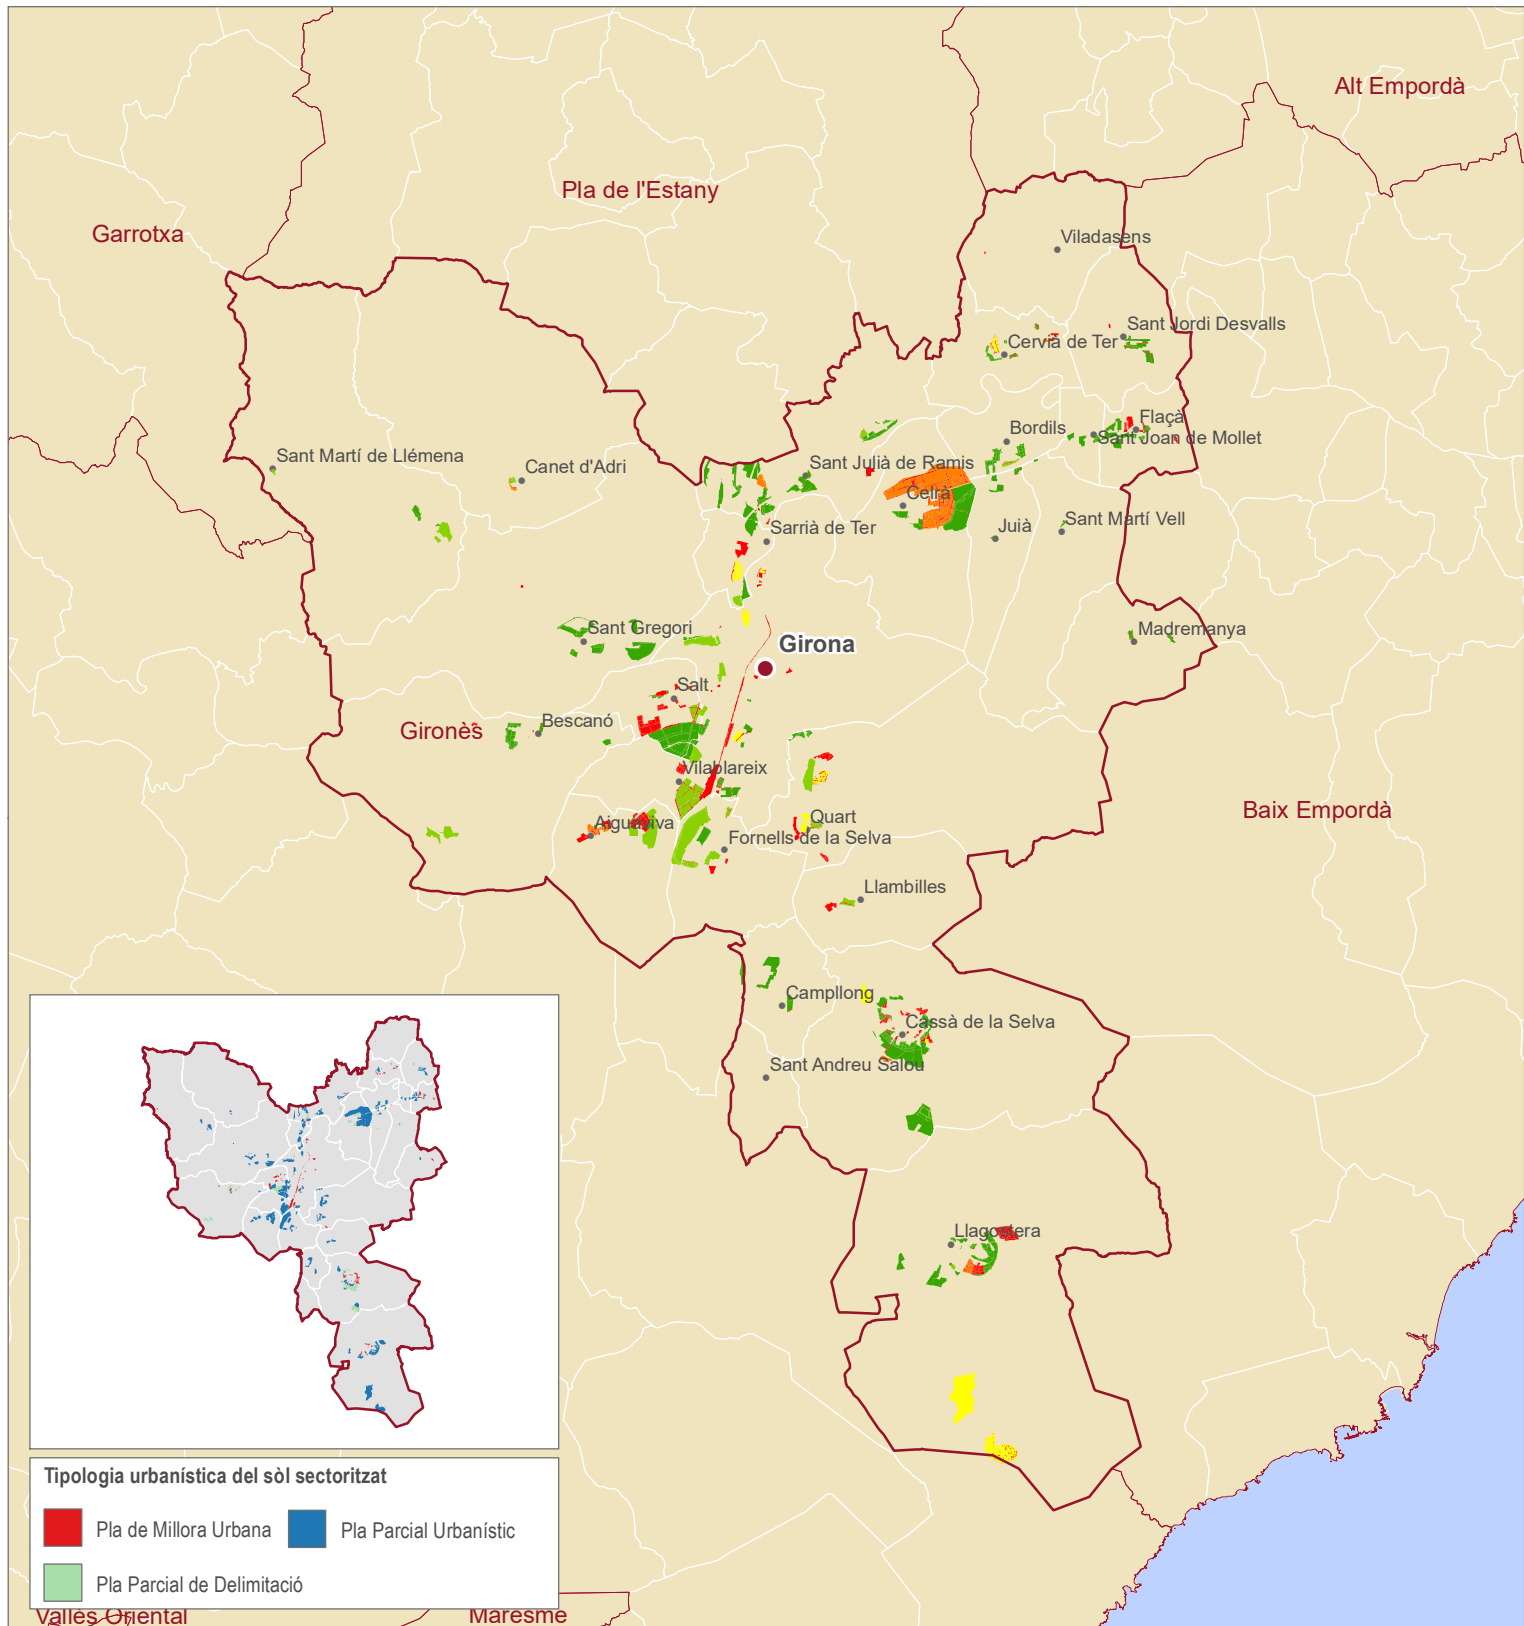 Alt Empordà
Pla de l'Estany
Garrotxa
Viladasens
Sant Jordi Desvalls
Cervià de Ter
Flaçà
Bordils
Sant Joan de Mollet
Sant Martí de Llémena
Canet d'Adri
Sant Julià de Ramis
Celrà
Sarrià de Ter
Juià
Sant Martí Vell
Sant Gregori
Girona
Madremanya
Salt
Gironès
Bescanó
Vilablareix
Baix Empordà
Aiguaviva
Quart
Fornells de la Selva
Llambilles
Campllong
Cassà de la Selva
Sant Andreu Salou
Llagostera
Tipologia urbanística del sòl sectoritzat
Pla de Millora Urbana
Pla Parcial Urbanístic
Pla Parcial de Delimitació
Vallès Oriental
Maresme